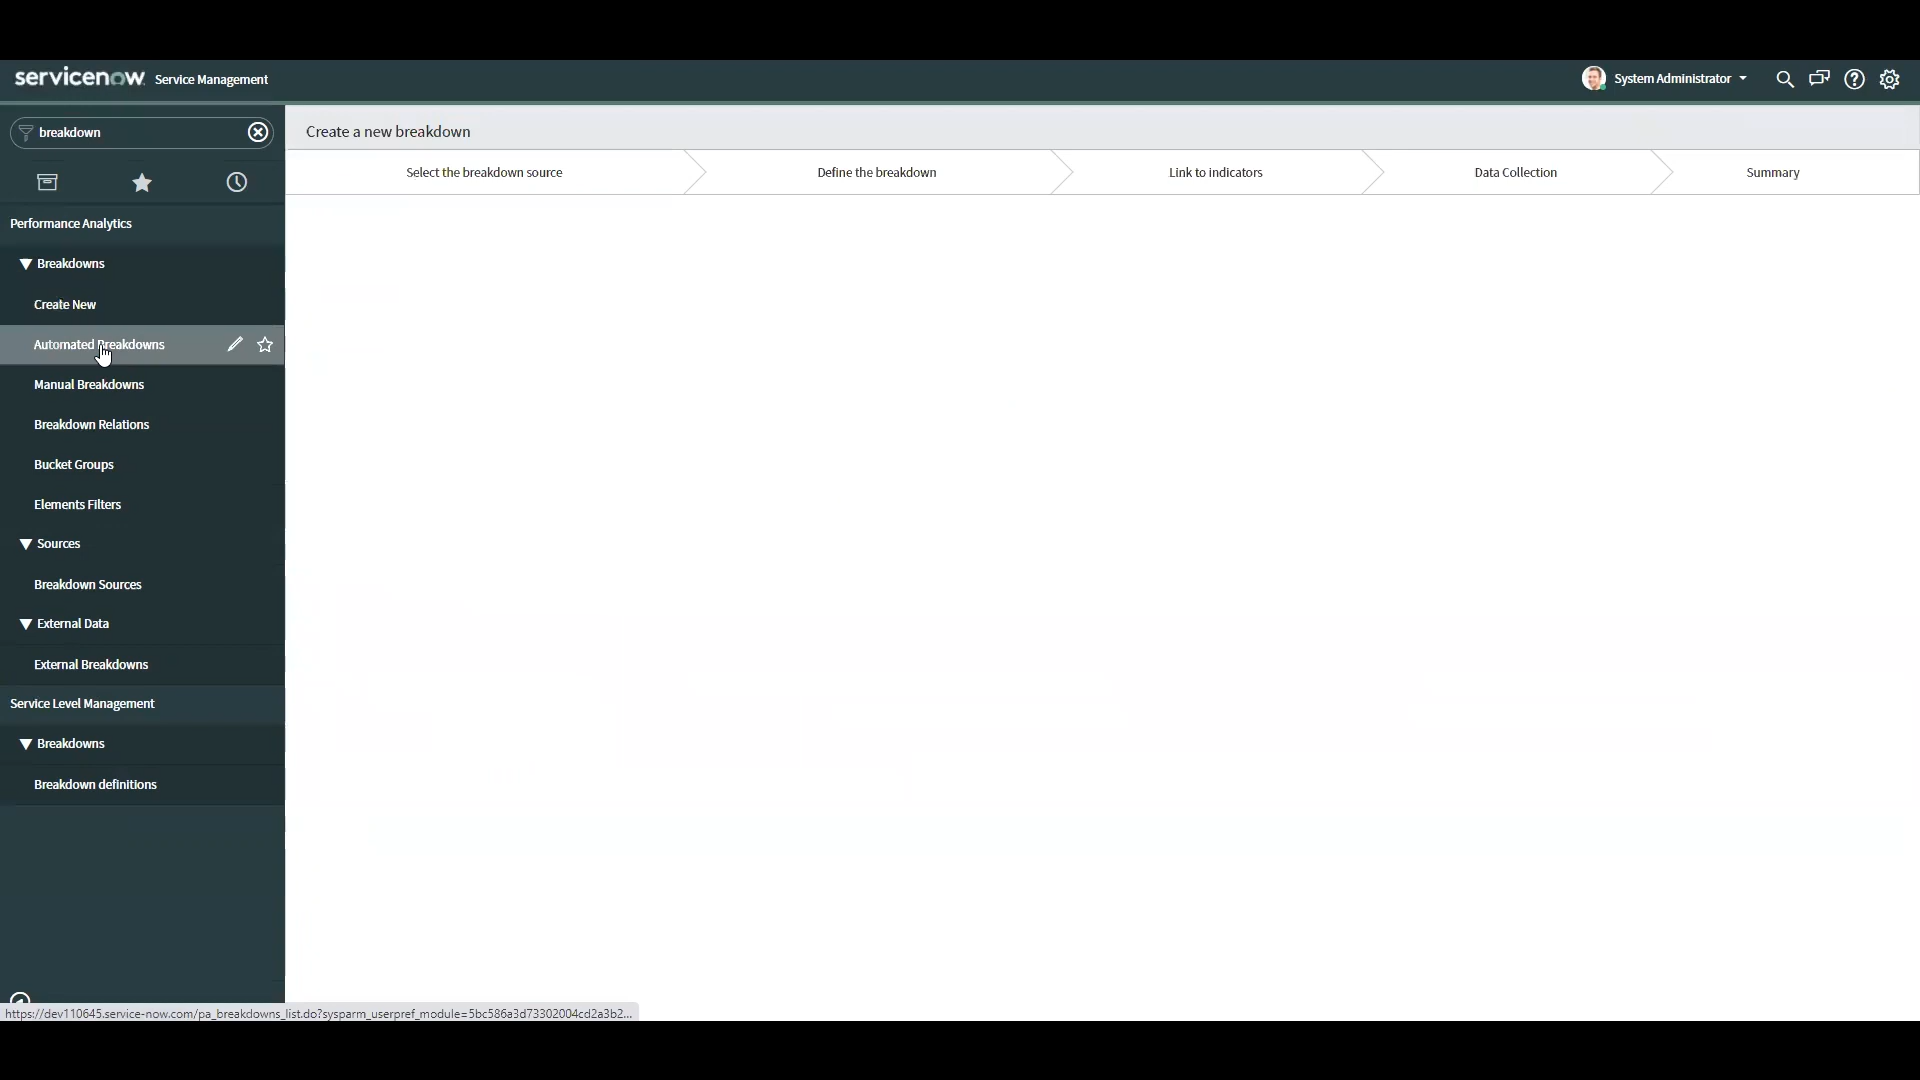 servicenow Service Management
System Administrator
breakdown
Create a new breakdown
Select the breakdown source
Define the breakdown
Link to indicators
Data Collection
Summary
Performance Analytics
Breakdowns
Create New
Automated Breakdowns
Manual Breakdowns
Breakdown Relations
Bucket Groups
Elements Filters
Sources
Breakdown Sources
External Data
External Breakdowns
Service Level Management
Breakdowns
Breakdown definitions
https://dev110645.service-now.com/pa_breakdowns_list.do?sysparm_userpref_module=5bc586a3d73302004cd2a3b2...